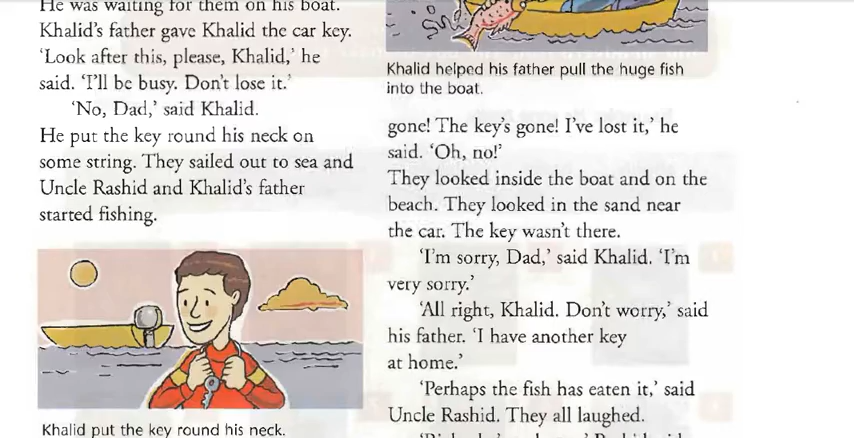 He was waiting for them on his boat.
Khalid's father gave Khalid the car key.
'Look after this, please, Khalid,' he
said. 'I'll be busy. Don't lose it.'
'No, Dad,' said Khalid.
He put the key round his neck on
some string. They sailed out to sea and
Uncle Rashid and Khalid's father
started fishing.
Khalid put the key round his neck.
Khalid helped his father pull the huge fish
into the boat.
gone! The key's gone! I've lost it,' he
said. 'Oh, no!'
They looked inside the boat and on the
beach. They looked in the sand near
the car. The key wasn't there.
'I'm sorry, Dad,' said Khalid. 'I'm
very sorry.'
'All right, Khalid. Don't worry,' said
his father. 'I have another key
at home.'
'Perhaps the fish has eaten it,' said
Uncle Rashid. They all laughed.